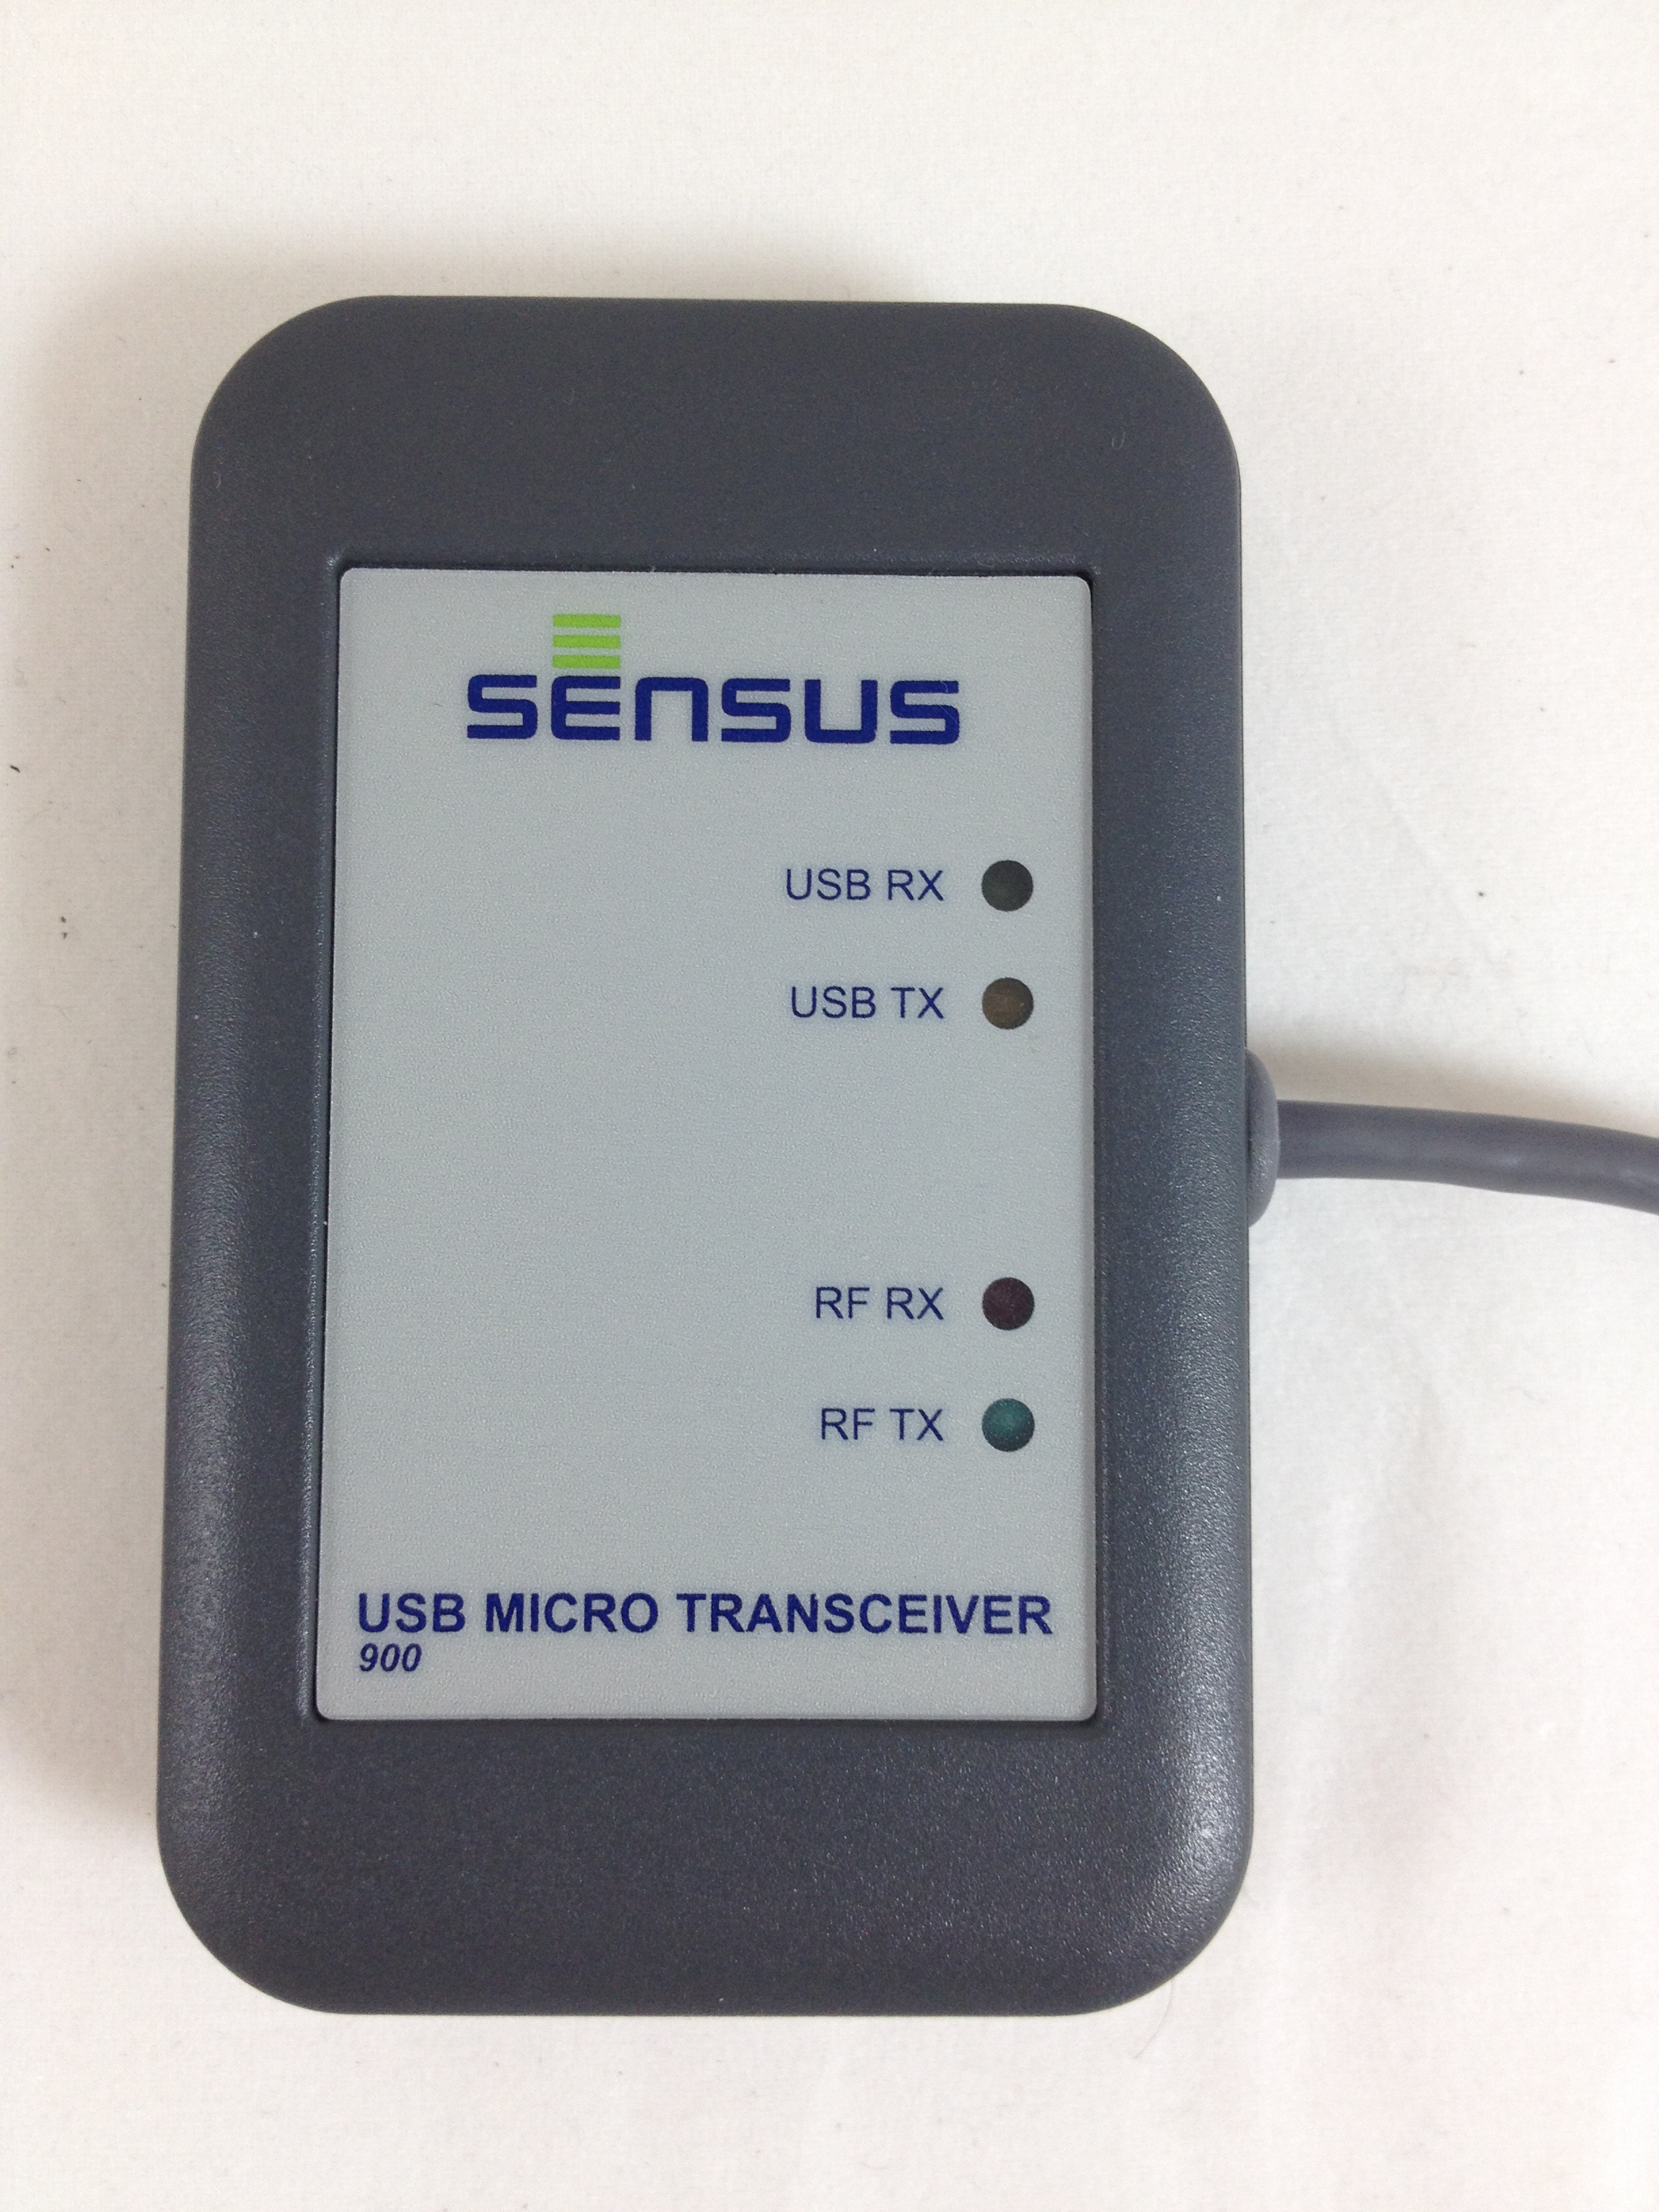 SENSUS
USB RX
USB TX
RF RX
RF TX
USB MICRO TRANSCEIVER
900